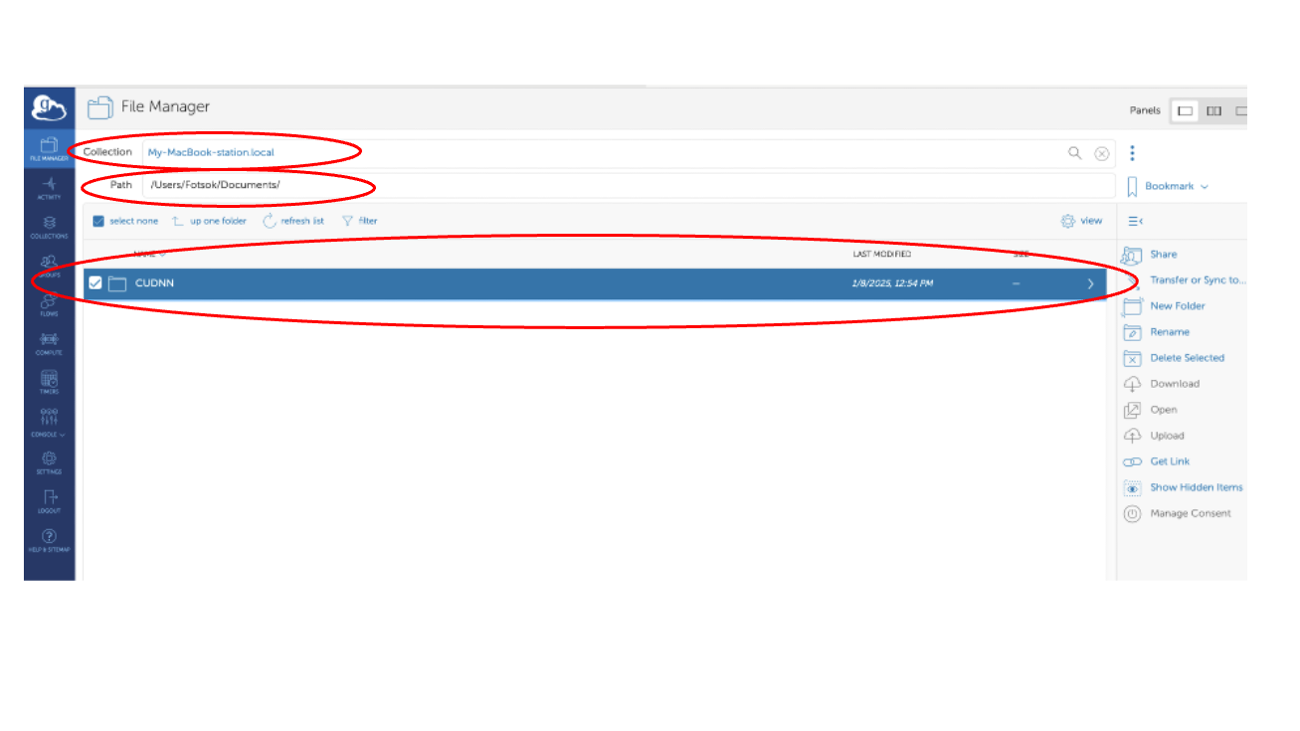 File Manager
Panels
FILE MANAGER
Collection
My-MacBook-station.local
Path
/Users/Fotsok/Documents/
Bookmark
ACTIVITY
select none
up one folder
refresh list
filter
view
COLLECTIONS
NAME
LAST MODIFIED
SIZE
Share
GROUPS
CUDNN
1/8/2025, 12:54 PM
Transfer or Sync to...
FLOWS
New Folder
Rename
COMPUTE
Delete Selected
TIMERS
Download
Open
CONSOLE
Upload
SETTINGS
Get Link
Show Hidden Items
LOGOUT
Manage Consent
HELP & SITEMAP